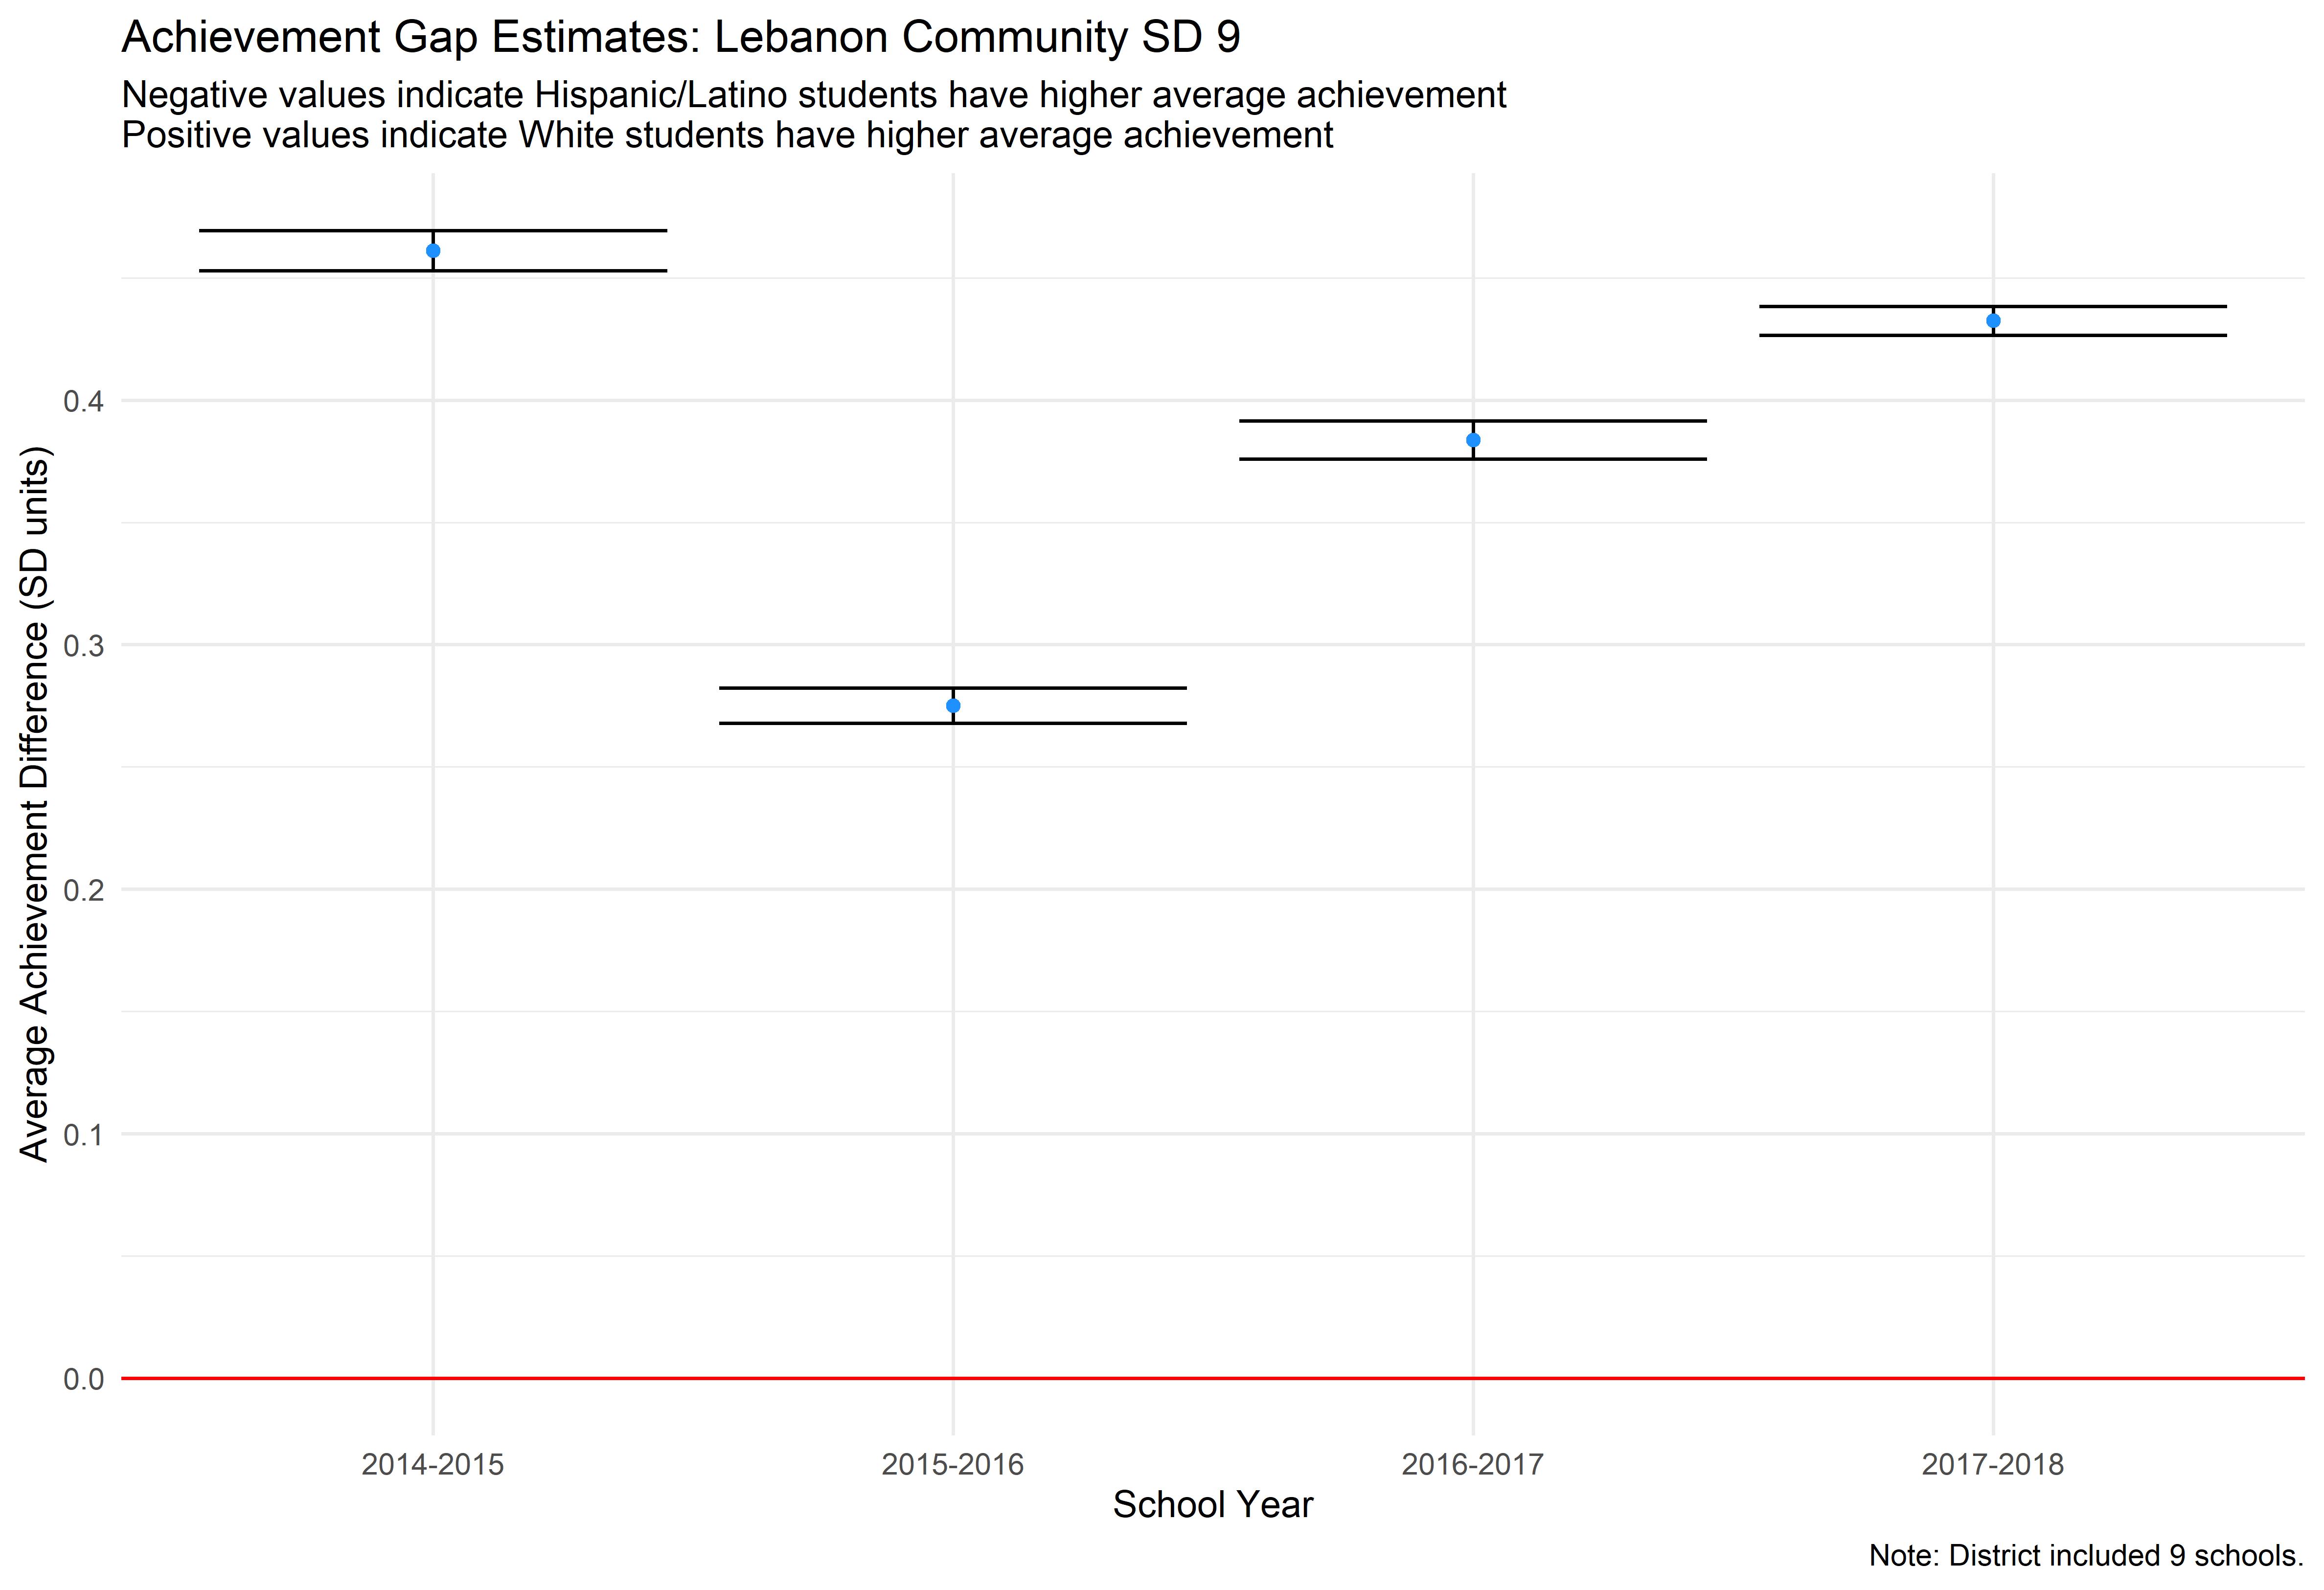 Achievement Gap Estimates: Lebanon Community SD 9
Negative values indicate Hispanic/Latino students have higher average achievement
Positive values indicate White students have higher average achievement
Average Achievement Difference (SD units)
0.4
0.3
0.2
0.1
0.0
2014-2015
2015-2016
2016-2017
2017-2018
School Year
Note: District included 9 schools.